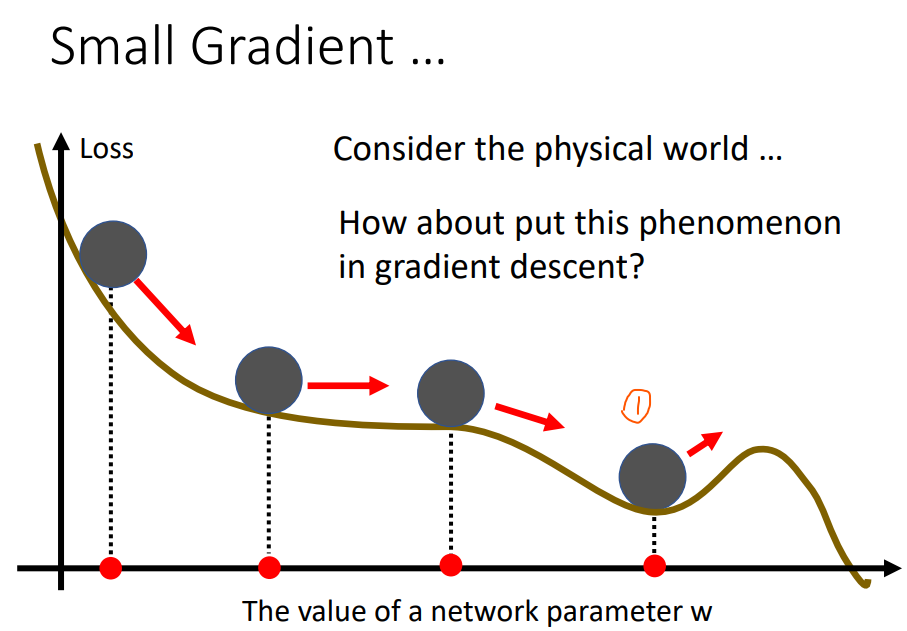 Small Gradient ...
Loss
Consider the physical world ...
How about put this phenomenon
in gradient descent?
①
The value of a network parameter w